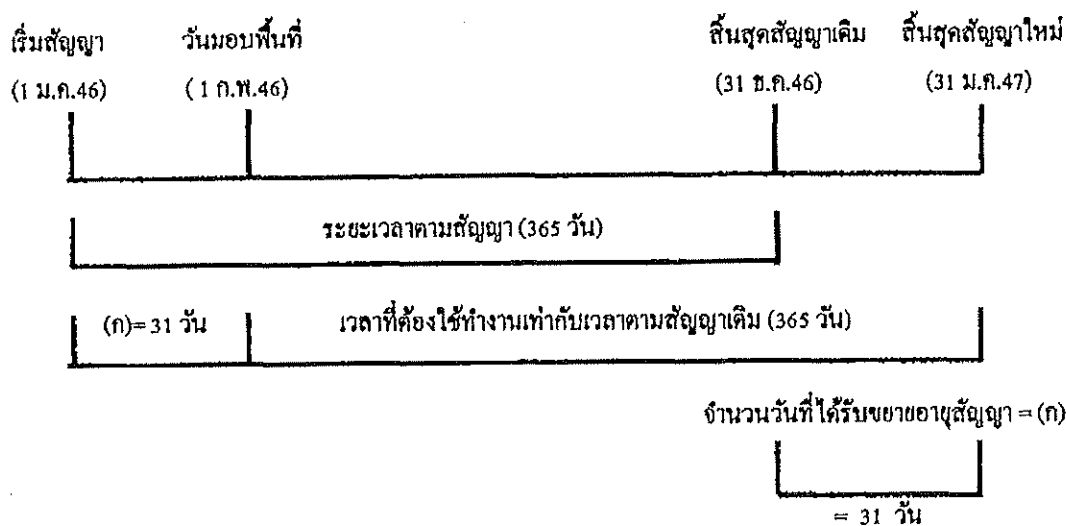 เริ่มสัญญา วันมอบพื้นที่ สิ้นสุดสัญญาเดิม สิ้นสุดสัญญาใหม่
(1 ม.ค.46) (1 ก.พ.46) (31 ธ.ค.46) (31 ม.ค.47)
ระยะเวลาตามสัญญา (365 วัน)
(ก)= 31 วัน เวลาที่ต้องใช้ทำงานเท่ากับเวลาตามสัญญาเดิม (365 วัน)
จำนวนวันที่ได้รับขยายอายุสัญญา = (ก)
= 31 วัน